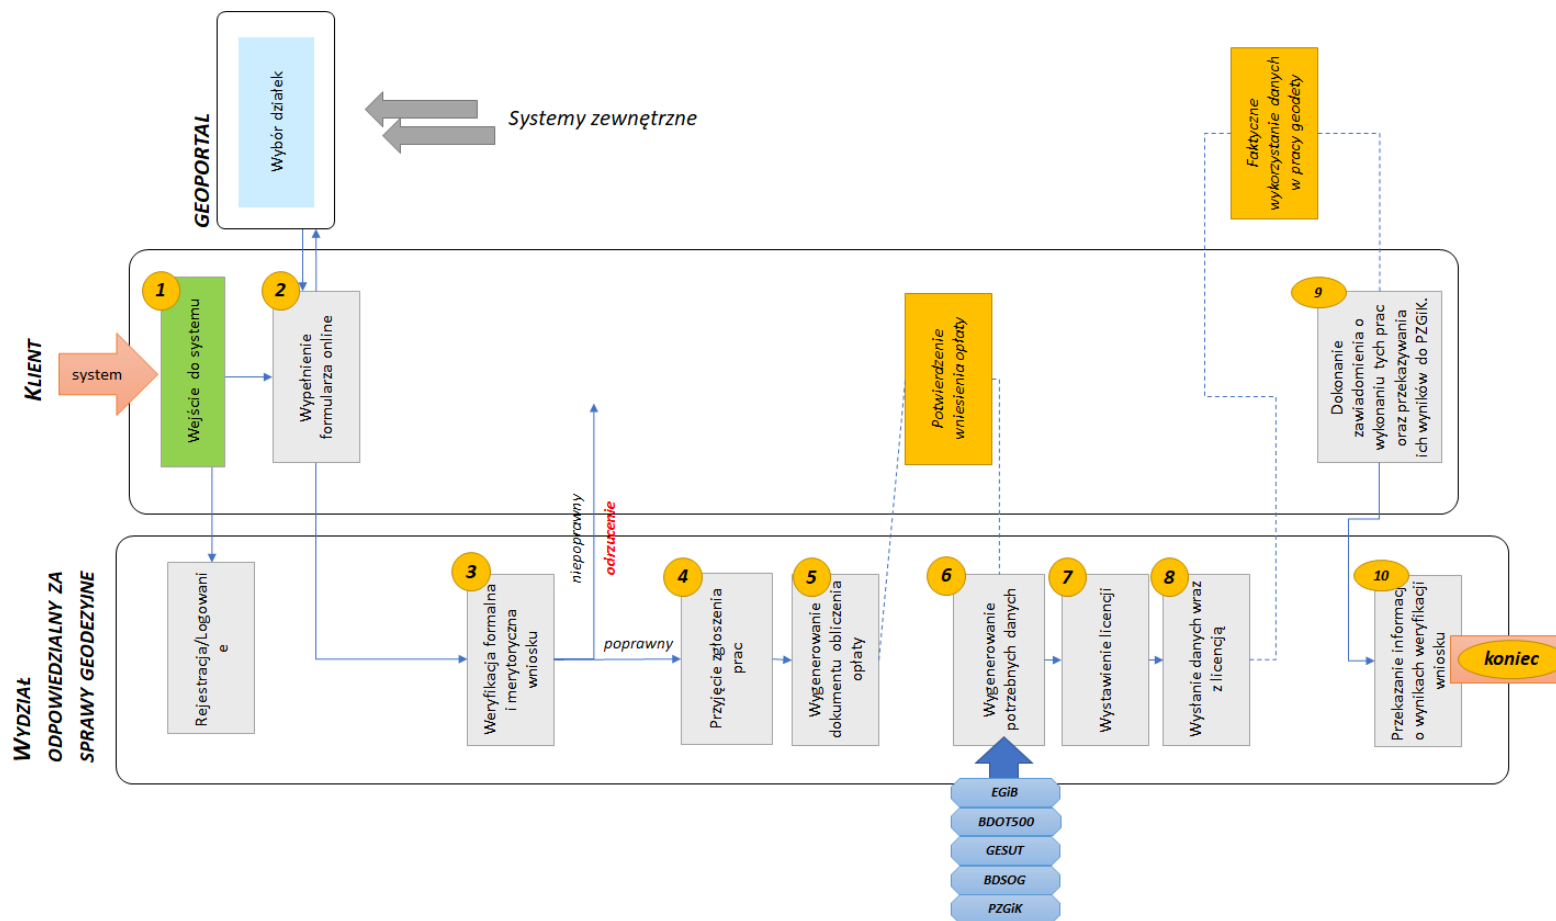 GEOPORTAL
Wybór działek
Systemy zewnętrzne
Faktyczne
wykorzystanie danych
w pracy geodety
KLIENT
system
1
Wejście do systemu
2
Wypełnienie
formularza online
niepoprawny
odrzucenie
Potwierdzenie
wniesienia opłaty
9
Dokonanie
zawiadomienia o
wykonaniu tych prac
oraz przekazywania
ich wyników do PZGiK.
WYDZIAŁ
ODPOWIEDZIALNY ZA
SPRAWY GEODEZYJNE
Rejestracja/Logowani
e
3
Weryfikacja formalna
i merytoryczna
wniosku
poprawny
4
Przyjęcie zgłoszenia
prac
5
Wygenerowanie
dokumentu obliczenia
opłaty
6
Wygenerowanie
potrzebnych danych
7
Wystawienie licencji
8
Wysłanie danych wraz
z licencją
10
Przekazanie informacji
o wynikach weryfikacji
wniosku
koniec
EGiB
BDOT500
GESUT
BDSOG
PZGiK